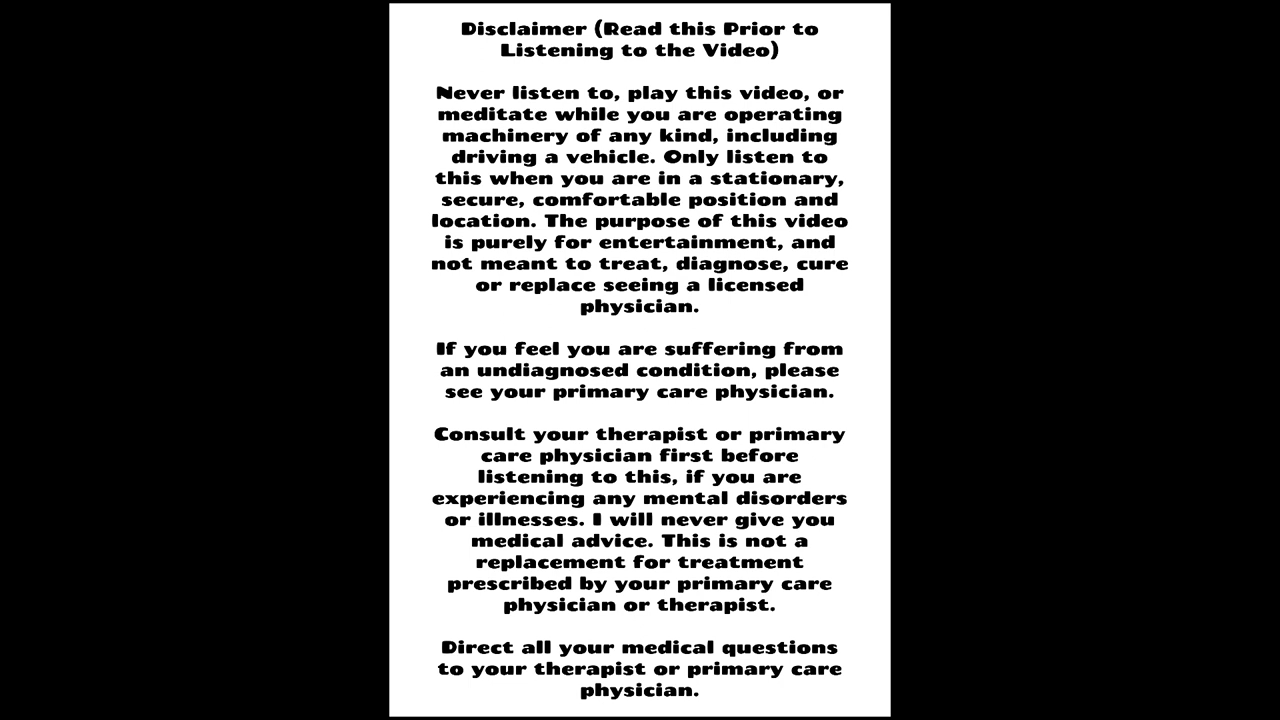 Disclaimer (Read this Prior to
Listening to the Video)
Never listen to, play this video, or
meditate while you are operating
machinery of any kind, including
driving a vehicle. Only listen to
this when you are in a stationary,
secure, comfortable position and
location. The purpose of this video
is purely for entertainment, and
not meant to treat, diagnose, cure
or replace seeing a licensed
physician.
If you feel you are suffering from
an undiagnosed condition, please
see your primary care physician.
Consult your therapist or primary
care physician first before
listening to this, if you are
experiencing any mental disorders
or illnesses. I will never give you
medical advice. This is not a
replacement for treatment
prescribed by your primary care
physician or therapist.
Direct all your medical questions
to your therapist or primary care
physician.